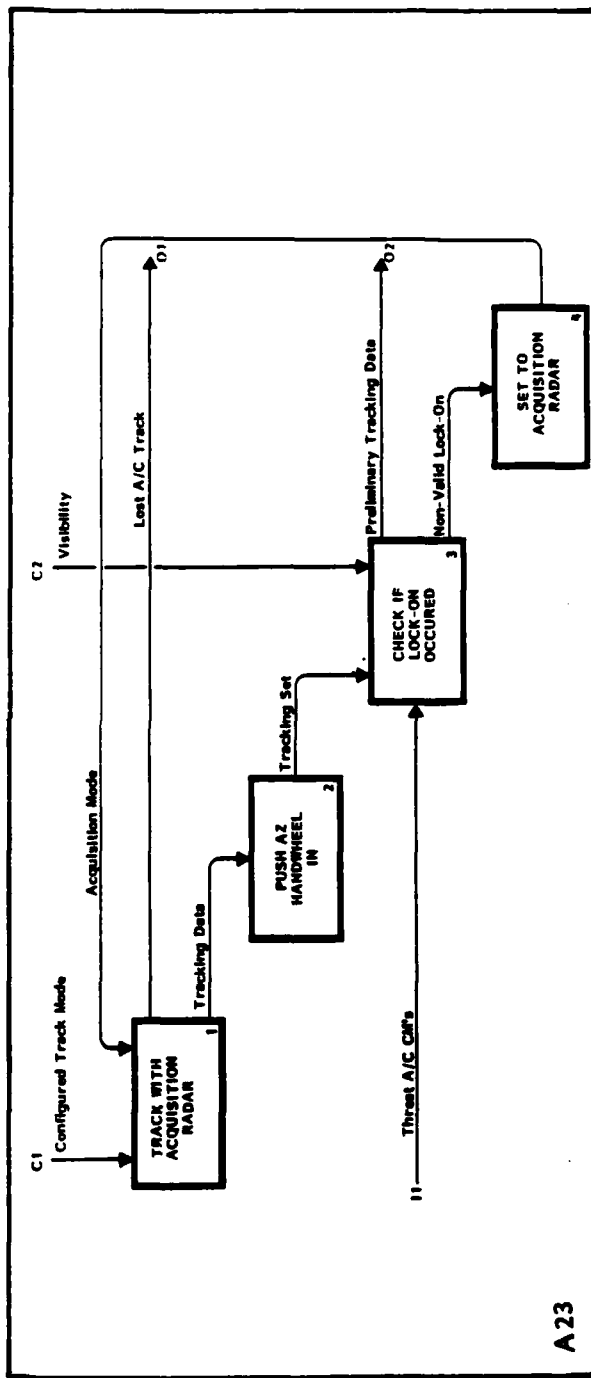 C1
Configured Track Mode
Acquisition Mode
C2
Visibility
TRACK WITH
ACQUISITION
RADAR
1
Lost A/C Track
O1
Tracking Data
PUSH AZ
HANDWHEEL
IN
2
Tracking Set
I1
Threat A/C CM's
CHECK IF
LOCK-ON
OCCURED
3
Preliminary Tracking Data
O2
Non-Valid Lock-On
SET TO
ACQUISITION
RADAR
4
A23